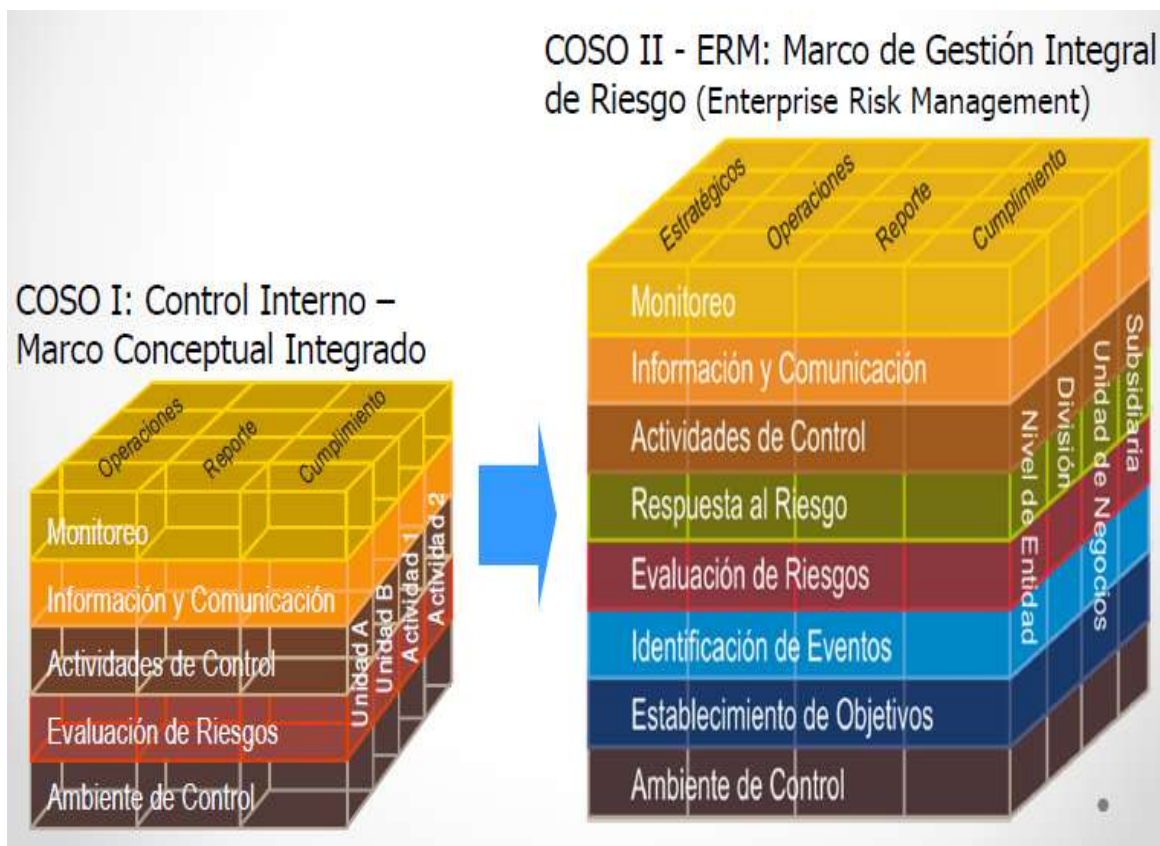 COSO II - ERM: Marco de Gestión Integral
de Riesgo (Enterprise Risk Management)
Estratégicos
Operaciones
Reporte
Cumplimiento
Monitoreo
Información y Comunicación
Actividades de Control
Respuesta al Riesgo
Evaluación de Riesgos
Identificación de Eventos
Establecimiento de Objetivos
Ambiente de Control
Nivel de Entidad
División
Unidad de Negocios
Subsidiaria
COSO I: Control Interno –
Marco Conceptual Integrado
Operaciones
Reporte
Cumplimiento
Monitoreo
Información y Comunicación
Actividades de Control
Evaluación de Riesgos
Ambiente de Control
Unidad A
Unidad B
Actividad 1
Actividad 2